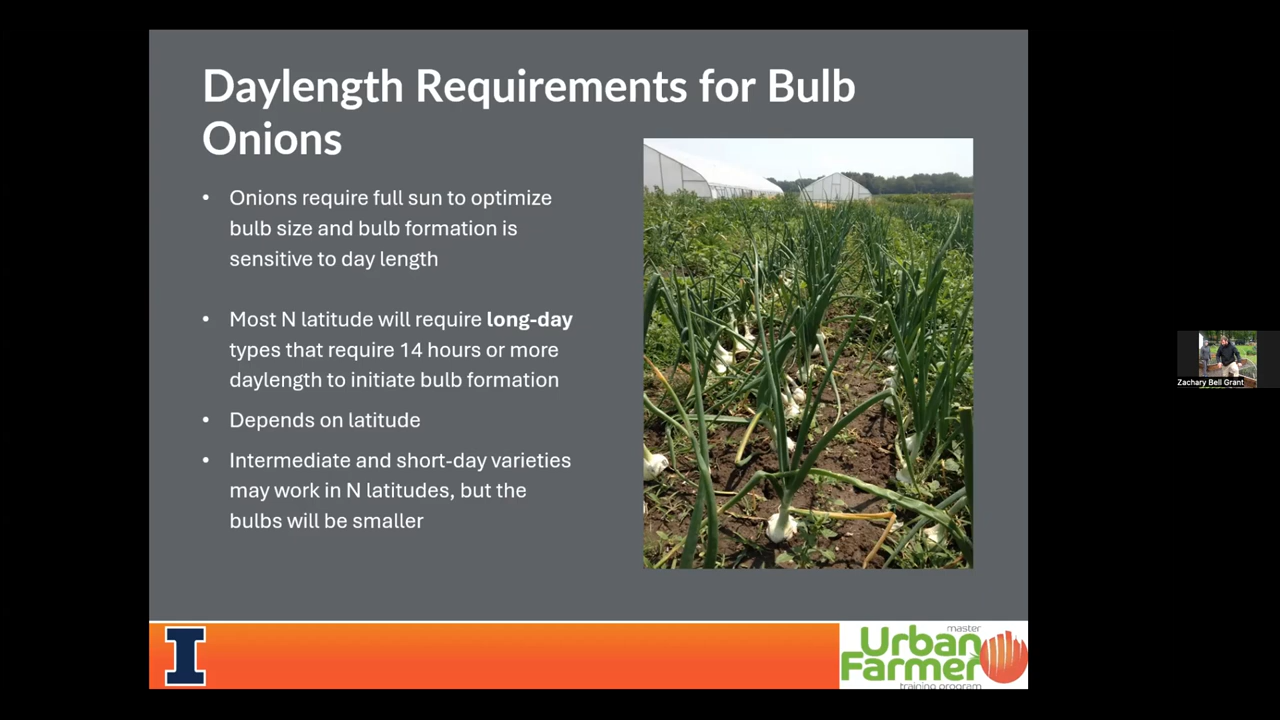 Daylength Requirements for Bulb
Onions
• Onions require full sun to optimize
bulb size and bulb formation is
sensitive to day length
• Most N latitude will require long-day
types that require 14 hours or more
daylength to initiate bulb formation
• Depends on latitude
• Intermediate and short-day varieties
may work in N latitudes, but the
bulbs will be smaller
Zachary Bell Grant
I
master
Urban
Farmer
training program